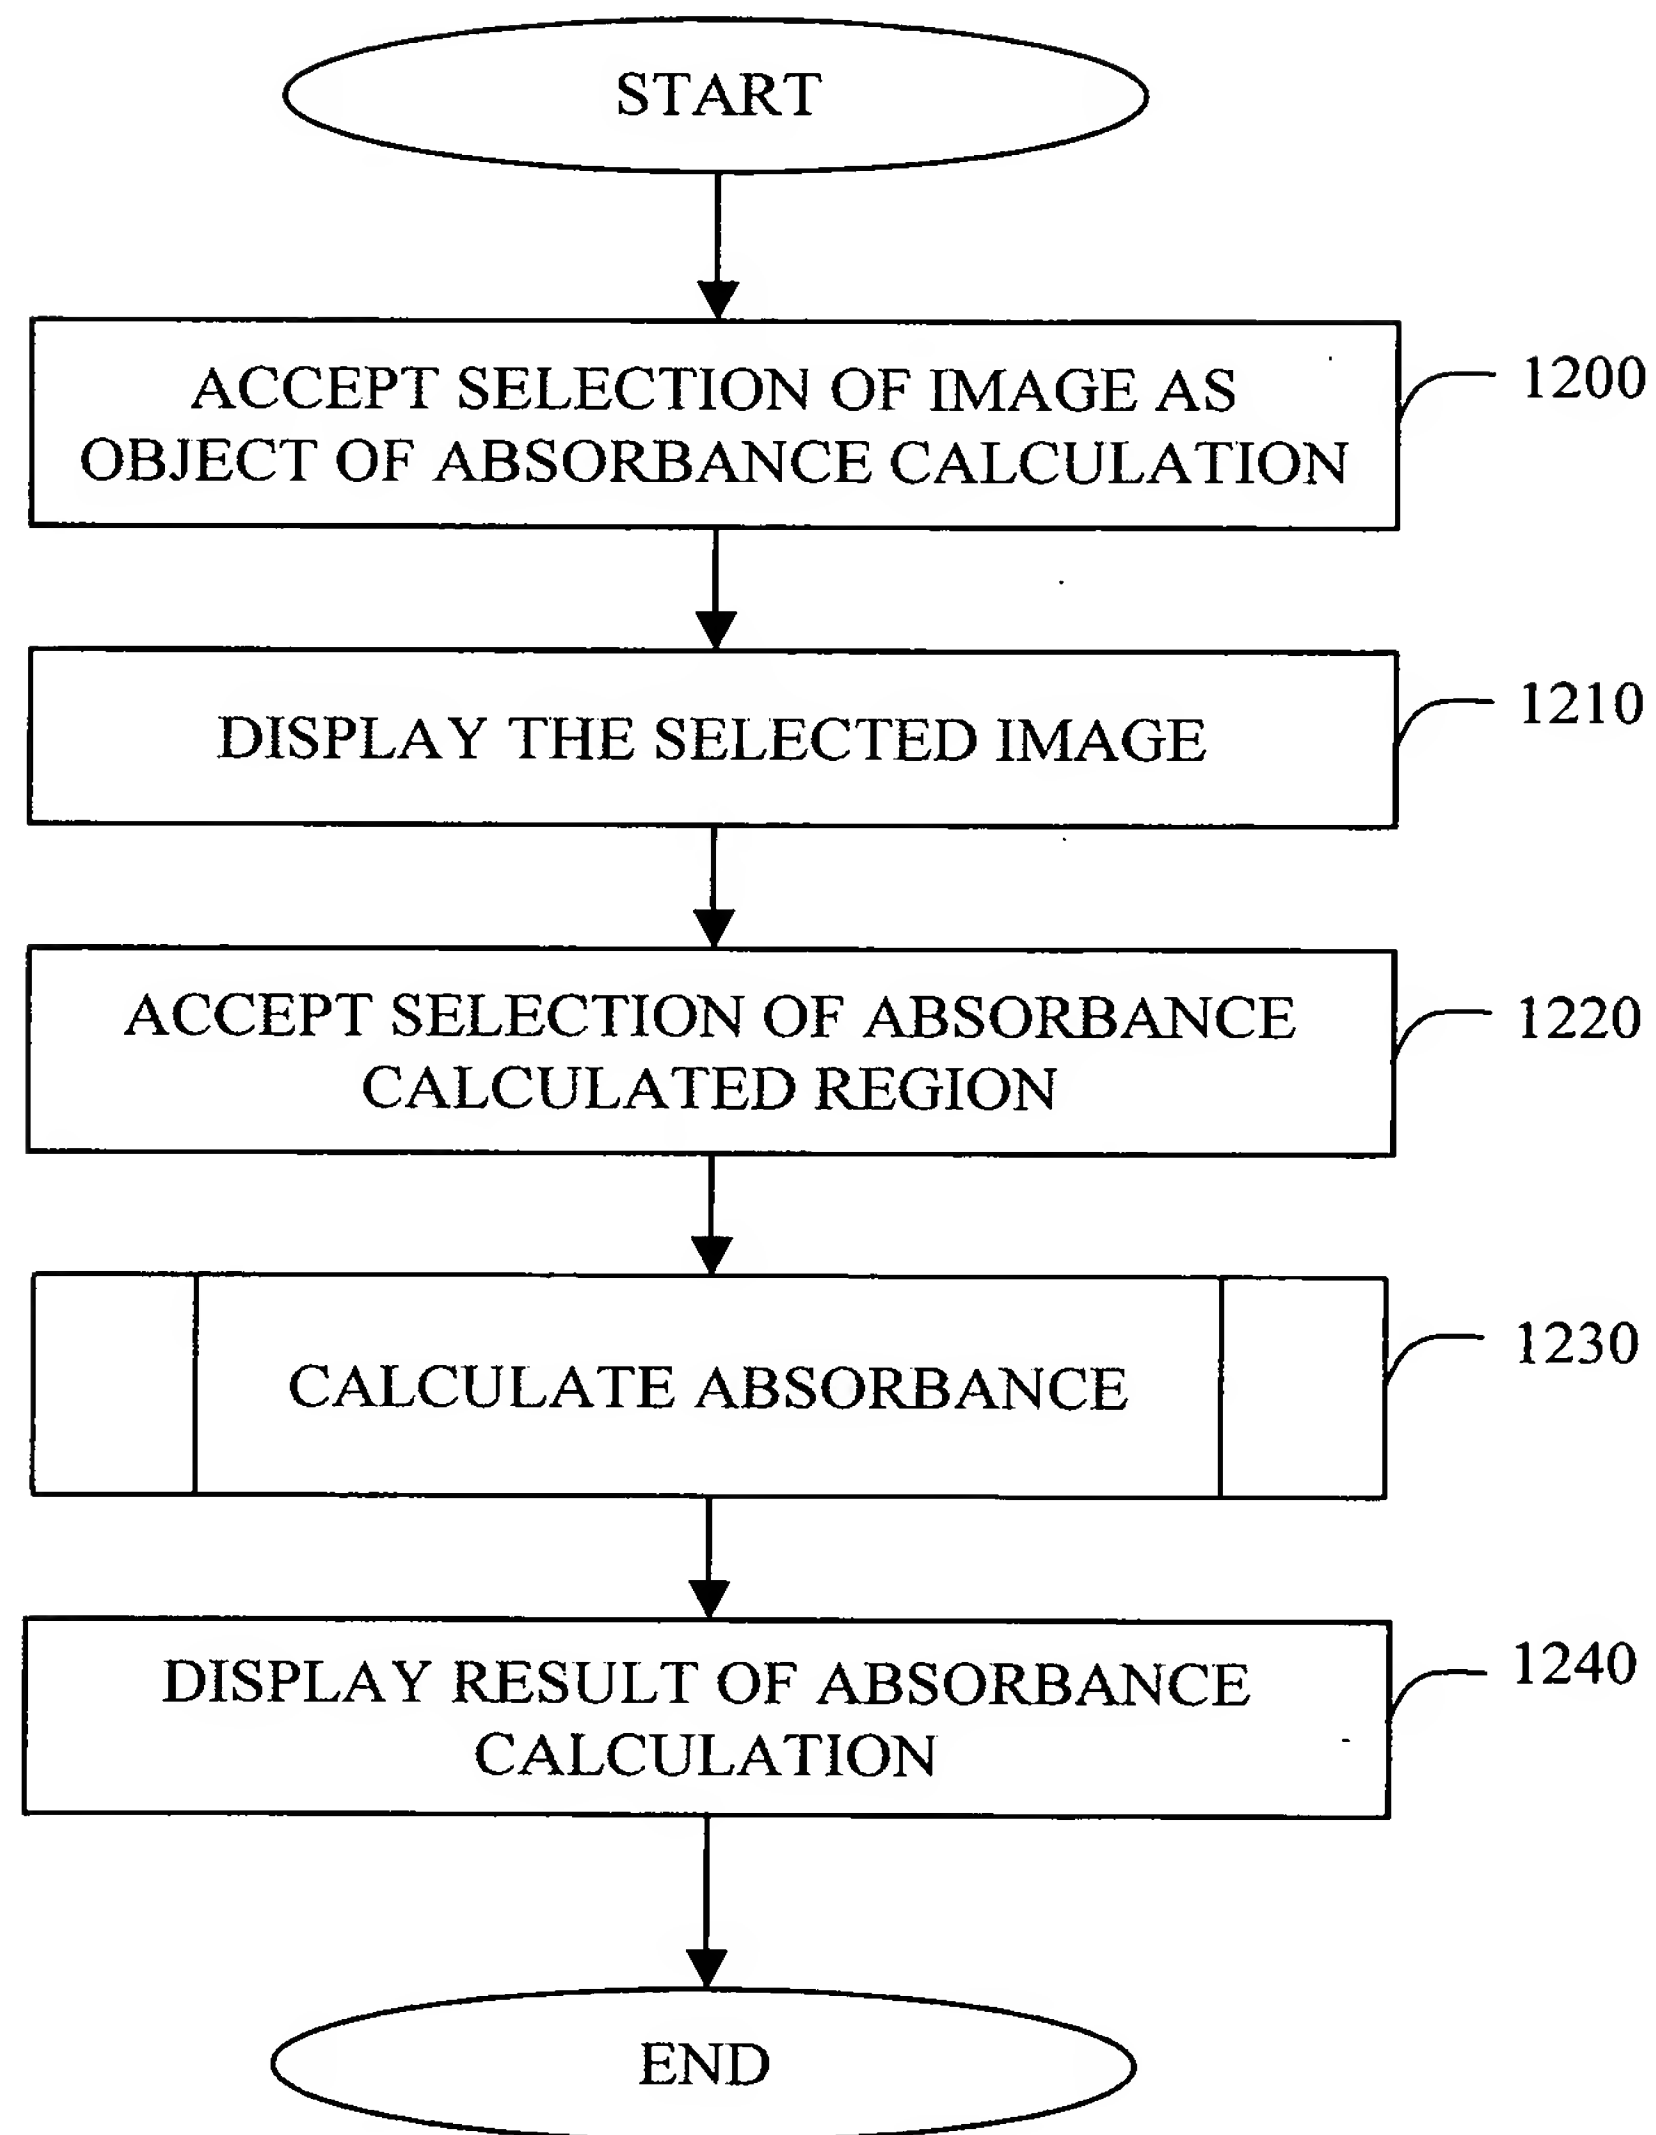 START
ACCEPT SELECTION OF IMAGE AS
OBJECT OF ABSORBANCE CALCULATION
1200
DISPLAY THE SELECTED IMAGE
1210
ACCEPT SELECTION OF ABSORBANCE
CALCULATED REGION
1220
CALCULATE ABSORBANCE
1230
DISPLAY RESULT OF ABSORBANCE
CALCULATION
1240
END